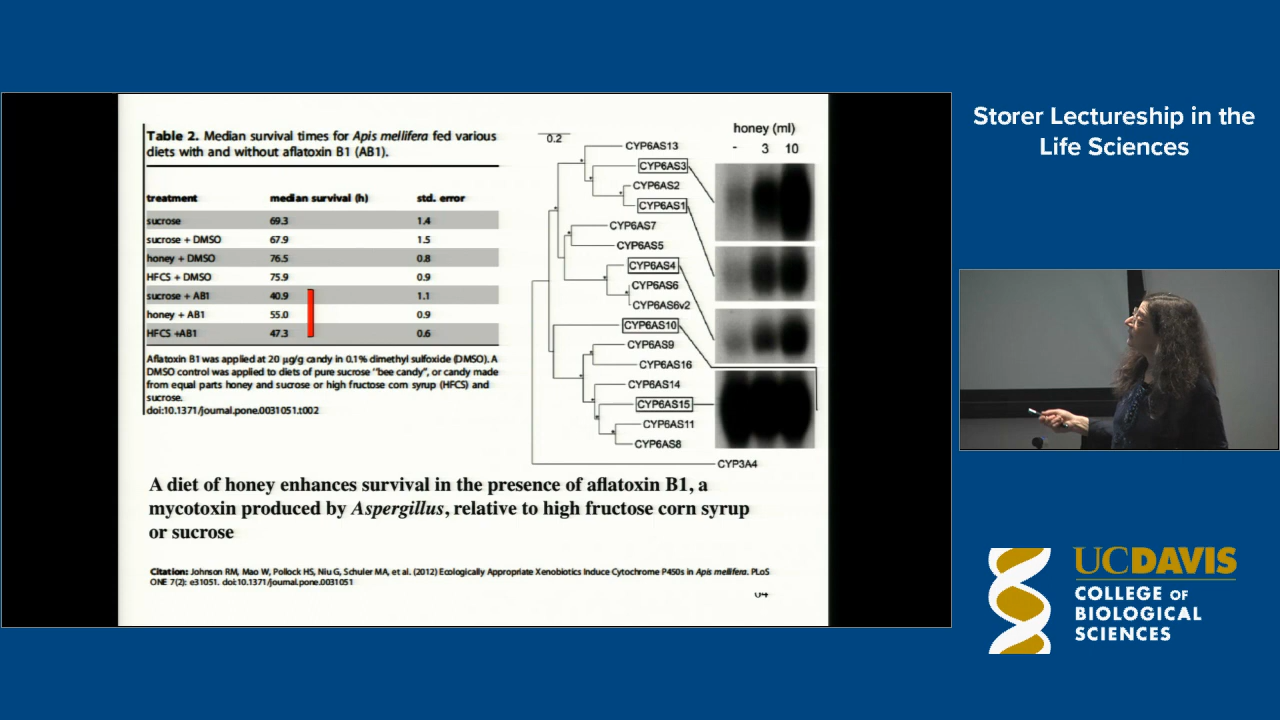 Storer Lectureship in the
Life Sciences
Table 2. Median survival times for Apis mellifera fed various
diets with and without aflatoxin B1 (AB1).
treatment median survival (h) std. error
sucrose 69.3 1.4
sucrose + DMSO 67.9 1.5
honey + DMSO 76.5 0.8
HFCS + DMSO 75.9 0.9
sucrose + AB1 40.9 1.1
honey + AB1 55.0 0.9
HFCS +AB1 47.3 0.6
Aflatoxin B1 was applied at 20 μg/g candy in 0.1% dimethyl sulfoxide (DMSO). A
DMSO control was applied to diets of pure sucrose "bee candy", or candy made
from equal parts honey and sucrose or high fructose corn syrup (HFCS) and
sucrose.
doi:10.1371/journal.pone.0031051.t002
0.2
CYP6AS13
CYP6AS3
CYP6AS2
CYP6AS1
CYP6AS7
CYP6AS5
CYP6AS4
CYP6AS6
CYP6AS6v2
CYP6AS10
CYP6AS9
CYP6AS16
CYP6AS14
CYP6AS15
CYP6AS11
CYP6AS8
CYP3A4
honey (ml)
- 3 10
A diet of honey enhances survival in the presence of aflatoxin B1, a
mycotoxin produced by Aspergillus, relative to high fructose corn syrup
or sucrose
Citation: Johnson RM, Mao W, Pollock HS, Niu G, Schuler MA, et al. (2012) Ecologically Appropriate Xenobiotics Induce Cytochrome P450s in Apis mellifera. PLoS
ONE 7(2): e31051. doi:10.1371/journal.pone.0031051
UCDAVIS
COLLEGE OF
BIOLOGICAL
SCIENCES